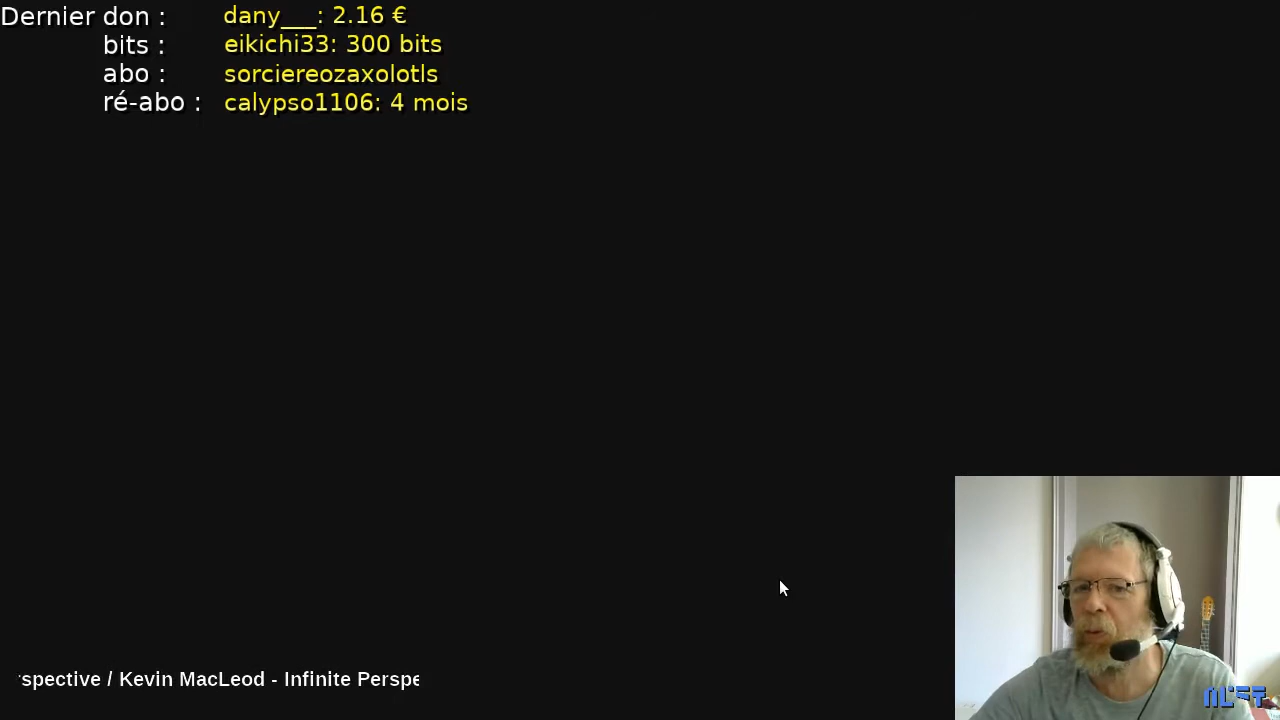 Dernier don : dany___: 2.16 €
bits : eikichi33: 300 bits
abo : sorciereozaxolotls
ré-abo : calypso1106: 4 mois
spective / Kevin MacLeod - Infinite Perspe